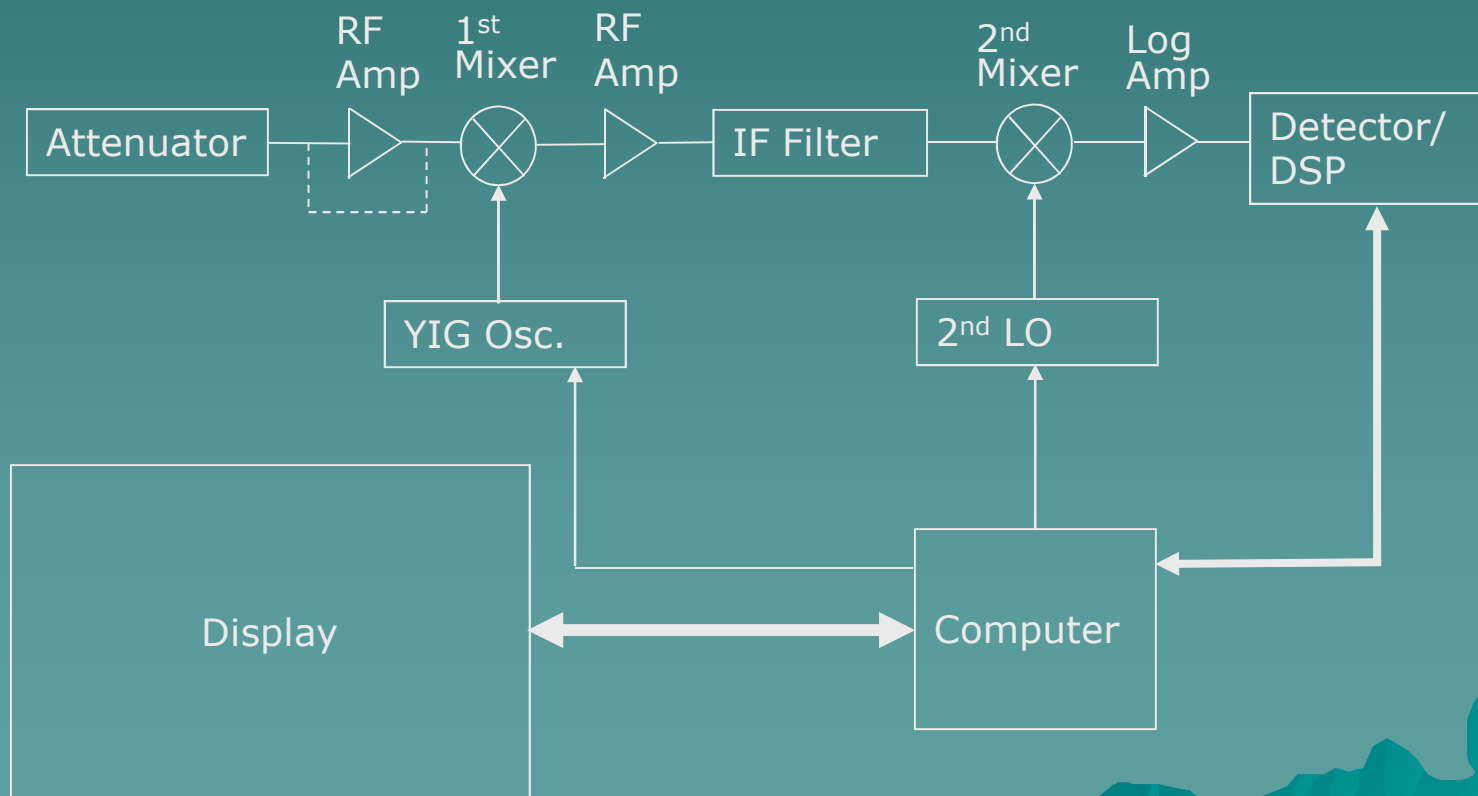 RF
Amp
1st
Mixer
RF
Amp
2nd
Mixer
Log
Amp
Attenuator
IF Filter
Detector/
DSP
YIG Osc.
2nd LO
Display
Computer